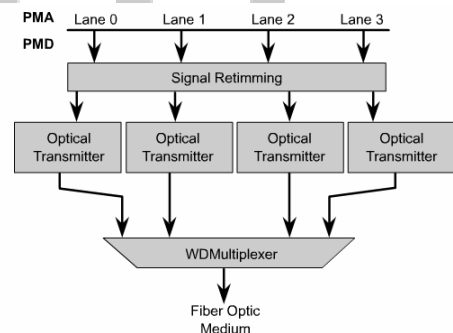 PMA Lane 0 Lane 1 Lane 2 Lane 3
PMD
Signal Retimming
Optical Transmitter
Optical Transmitter
Optical Transmitter
Optical Transmitter
WDMultiplexer
Fiber Optic
Medium